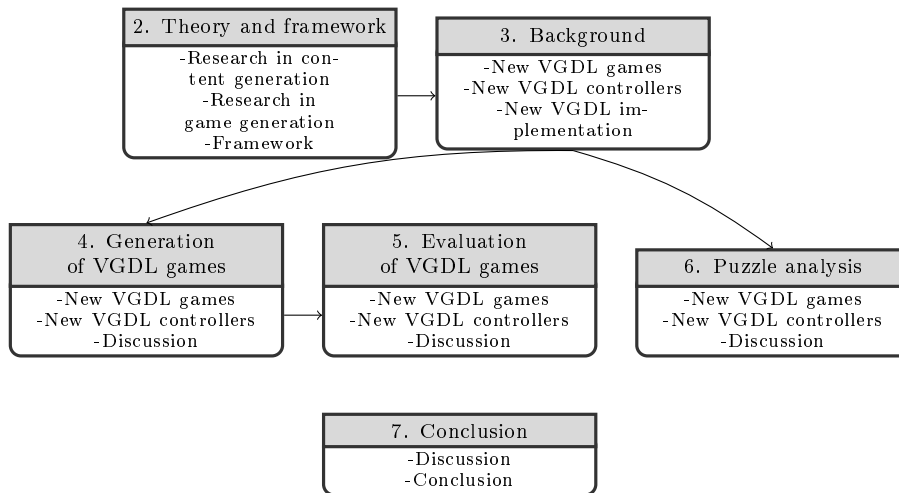 2. Theory and framework
-Research in con-
tent generation
-Research in
game generation
-Framework
3. Background
-New VGDL games
-New VGDL controllers
-New VGDL im-
plementation
4. Generation
of VGDL games
-New VGDL games
-New VGDL controllers
-Discussion
5. Evaluation
of VGDL games
-New VGDL games
-New VGDL controllers
-Discussion
6. Puzzle analysis
-New VGDL games
-New VGDL controllers
-Discussion
7. Conclusion
-Discussion
-Conclusion